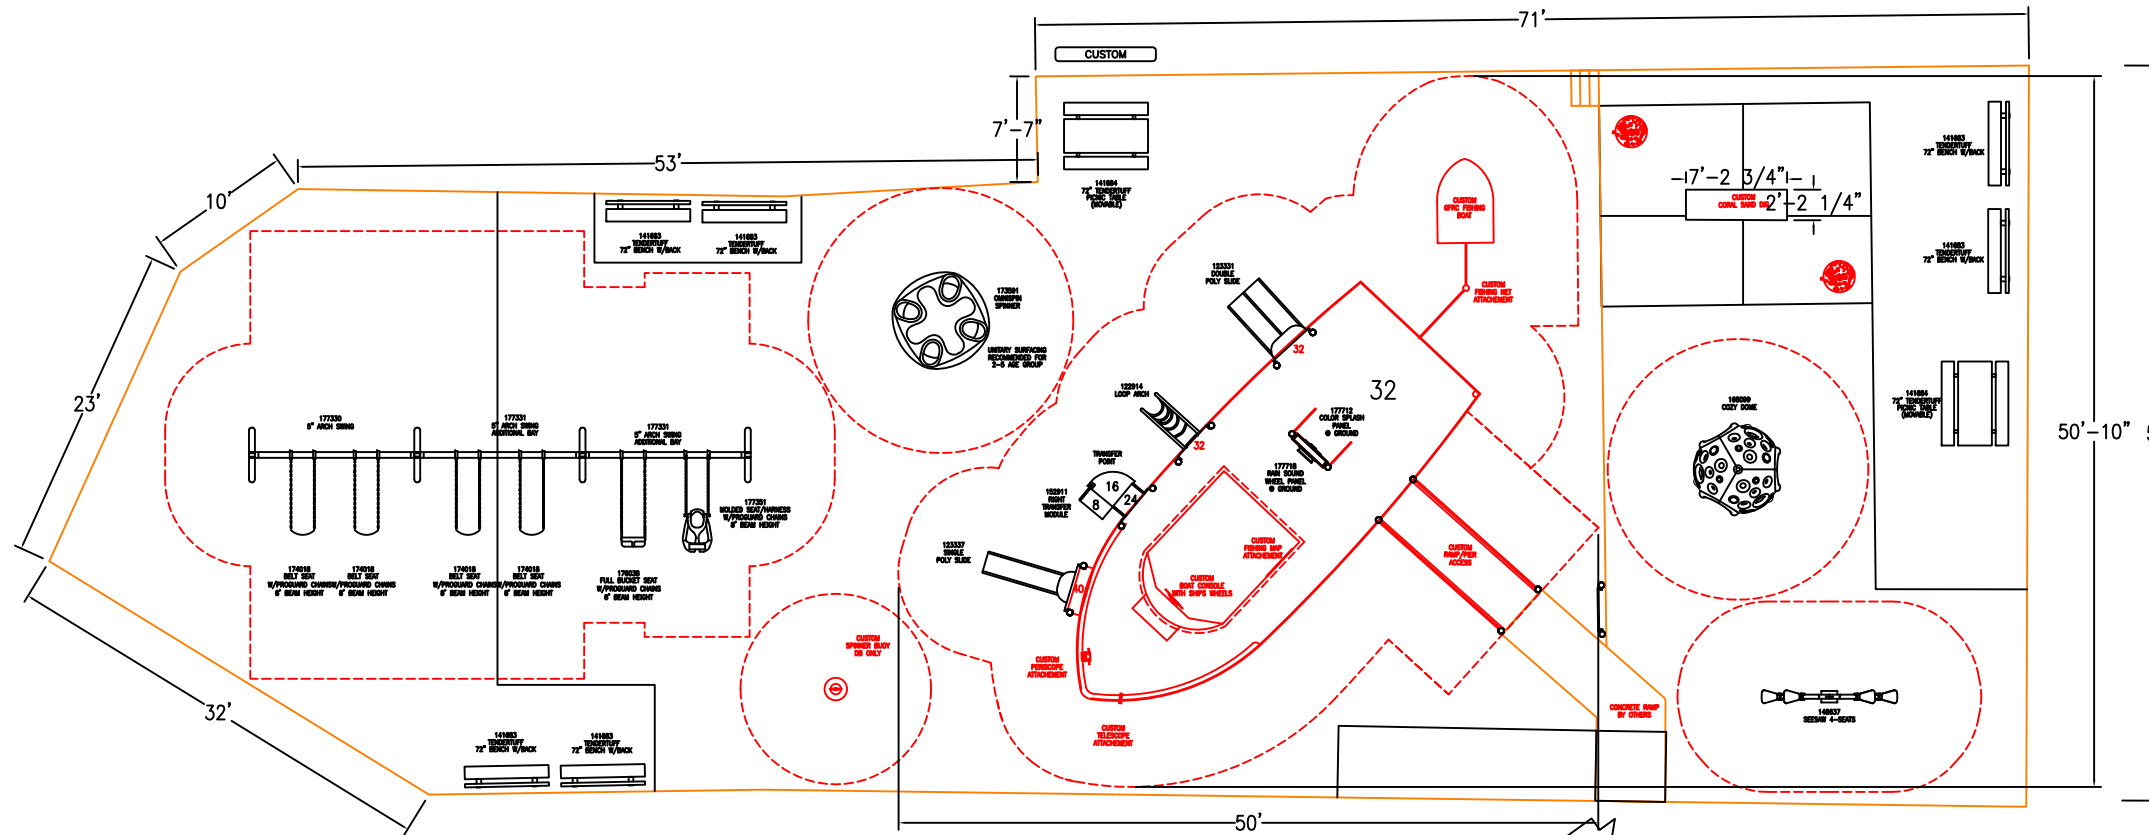 71'
CUSTOM
7'-7"
53'
10'
23'
32'
141684
72" TENDERTUFF
PICNIC TABLE
(MOVABLE)
141683
TENDERTUFF
72" BENCH W/BACK
141683
TENDERTUFF
72" BENCH W/BACK
173591
OMNISPIN
SPINNER
UNITARY SURFACING
RECOMMENDED FOR
2-5 AGE GROUP
123331
DOUBLE
POLY SLIDE
32
CUSTOM
GFRC FISHING
BOAT
CUSTOM
FISHING NET
ATTACHEMENT
7'-2 3/4"
2'-2 1/4"
CUSTOM
CORAL SAND DIG
141683
TENDERTUFF
72" BENCH W/BACK
141683
TENDERTUFF
72" BENCH W/BACK
122914
LOOP ARCH
32
32
177712
COLOR SPLASH
PANEL
@ GROUND
177718
RAIN SOUND
WHEEL PANEL
@ GROUND
TRANSFER
POINT
16
8
24
152911
RIGHT
TRANSFER
MODULE
123337
SINGLE
POLY SLIDE
40
177330
5" ARCH SWING
177331
5" ARCH SWING
ADDITIONAL BAY
177331
5" ARCH SWING
ADDITIONAL BAY
177351
MOLDED SEAT/HARNESS
W/PROGUARD CHAINS
8' BEAM HEIGHT
174018
BELT SEAT
W/PROGUARD CHAINS
8' BEAM HEIGHT
174018
BELT SEAT
W/PROGUARD CHAINS
8' BEAM HEIGHT
174018
BELT SEAT
W/PROGUARD CHAINS
8' BEAM HEIGHT
174018
BELT SEAT
W/PROGUARD CHAINS
8' BEAM HEIGHT
176038
FULL BUCKET SEAT
W/PROGUARD CHAINS
8' BEAM HEIGHT
CUSTOM
SPINNER BUOY
DB ONLY
CUSTOM
PERISCOPE
ATTACHEMENT
CUSTOM
TELESCOPE
ATTACHEMENT
CUSTOM
FISHING MAP
ATTACHEMENT
CUSTOM
BOAT CONSOLE
WITH SHIPS WHEELS
CUSTOM
RAMP/PIER
ACCESS
COZY DOME
141684
72" TENDERTUFF
PICNIC TABLE
(MOVABLE)
50'-10"
CONCRETE RAMP
BY OTHERS
148637
SEESAW 4-SEATS
141683
TENDERTUFF
72" BENCH W/BACK
141683
TENDERTUFF
72" BENCH W/BACK
50'